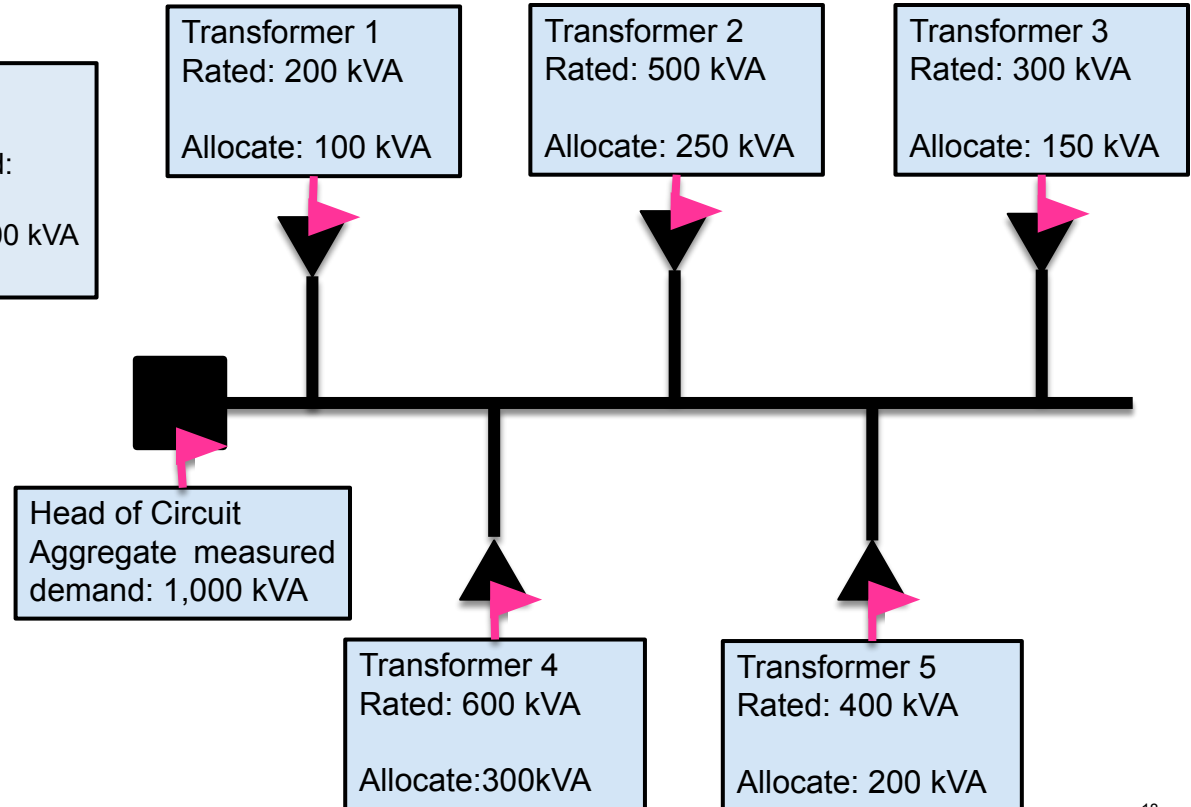 Transformer 1
Rated: 200 kVA
Allocate: 100 kVA
Transformer 2
Rated: 500 kVA
Allocate: 250 kVA
Transformer 3
Rated: 300 kVA
Allocate: 150 kVA
kVA
Head of Circuit
Aggregate measured
demand: 1,000 kVA
Transformer 4
Rated: 600 kVA
Allocate:300kVA
Transformer 5
Rated: 400 kVA
Allocate: 200 kVA